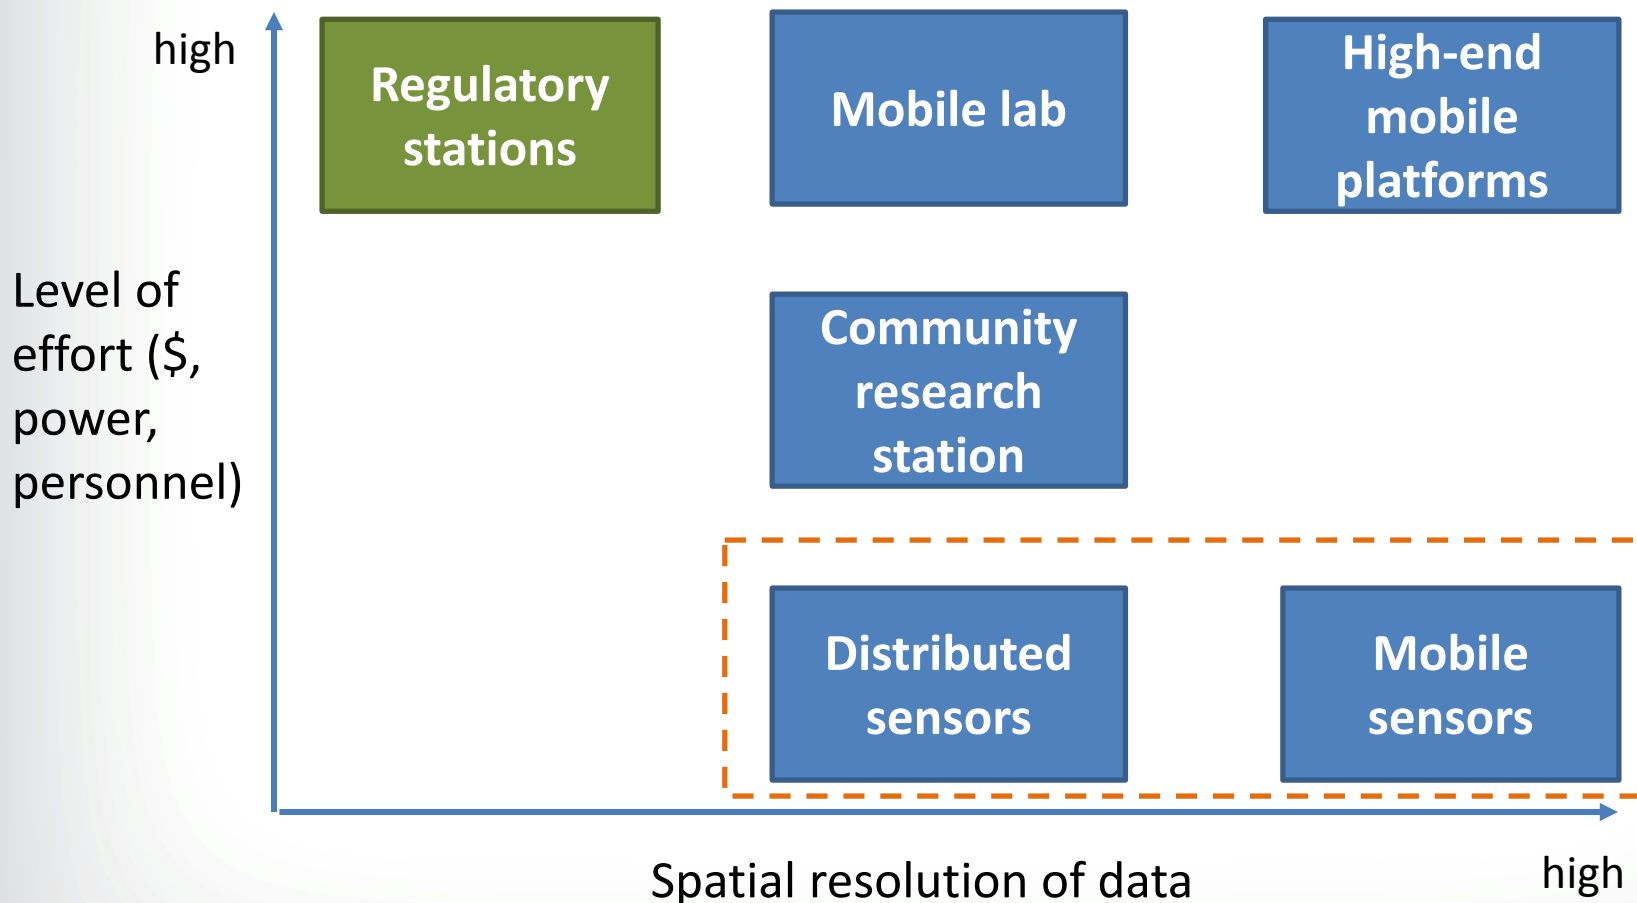 high
Regulatory
stations
Mobile lab
High-end
mobile
platforms
Level of
effort ($,
power,
personnel)
Community
research
station
Distributed
sensors
Mobile
sensors
Spatial resolution of data
high